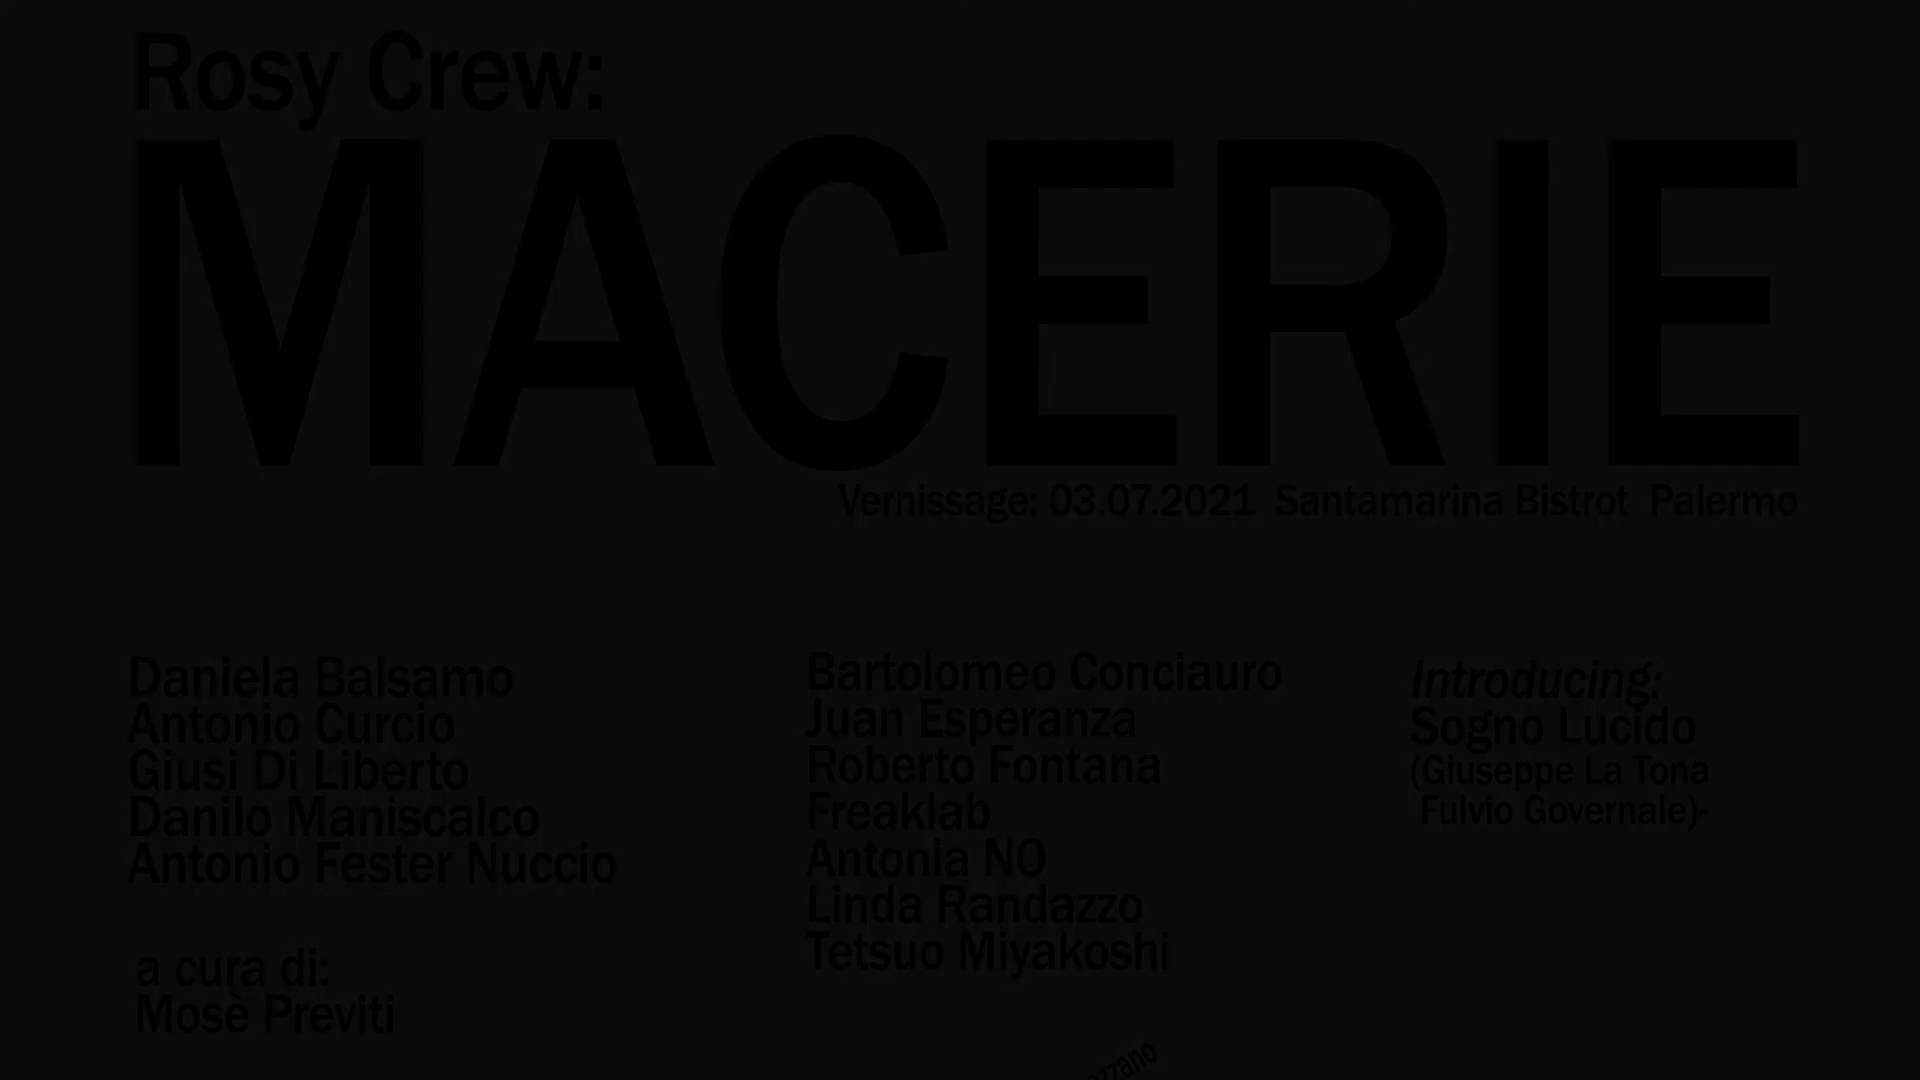 Rosy Crew:
MACERIE
Vernissage: 03.07.2021 Santamarina Bistrot Palermo
Daniela Balsamo
Antonio Curcio
Giusi Di Liberto
Danilo Maniscalco
Antonio Fester Nuccio
a cura di:
Mosè Previti
Bartolomeo Conciauro
Juan Esperanza
Roberto Fontana
Freaklab
Antonia NO
Linda Randazzo
Tetsuo Miyakoshi
Introducing:
Sogno Lucido
(Giuseppe La Tona
Fulvio Governale)-